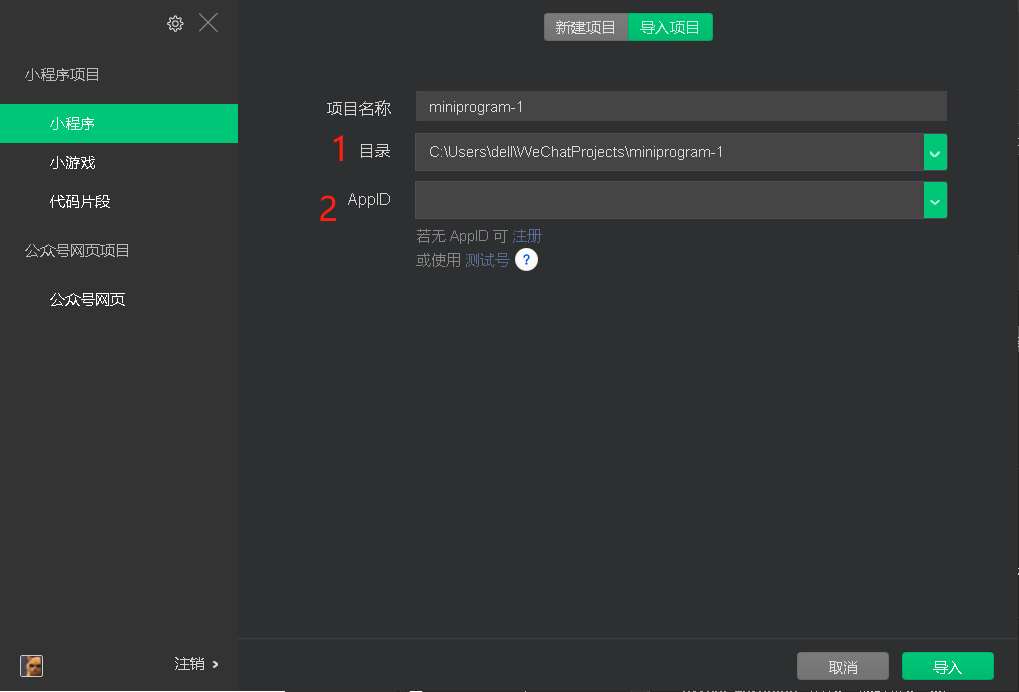 新建项目 导入项目
小程序项目
小程序
小游戏
代码片段
公众号网页项目
公众号网页
项目名称 miniprogram-1
1 目录 C:\Users\dell\WeChatProjects\miniprogram-1
2 AppID
若无 AppID 可 注册
或使用 测试号 ?
注销 >
取消 导入